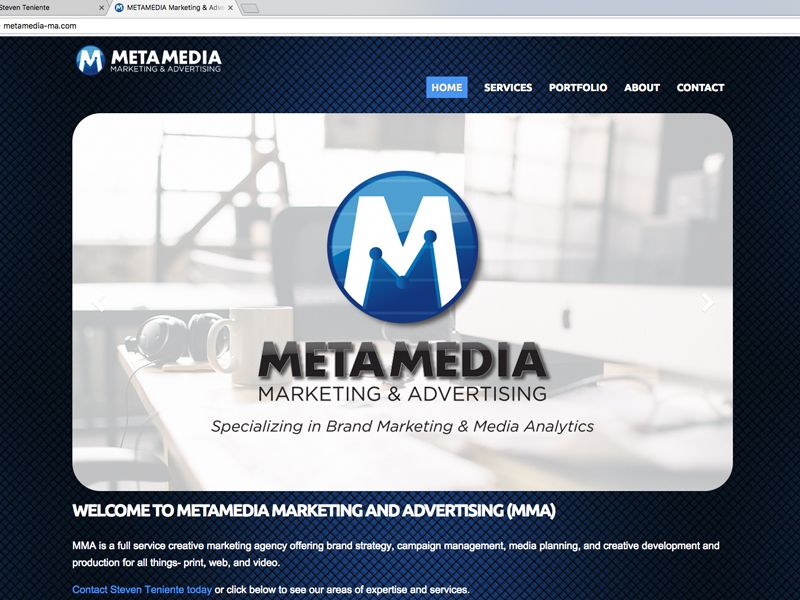 Steven Teniente
METAMEDIA Marketing & Adv
metamedia-ma.com
METAMEDIA
MARKETING & ADVERTISING
HOME SERVICES PORTFOLIO ABOUT CONTACT
METAMEDIA
MARKETING & ADVERTISING
Specializing in Brand Marketing & Media Analytics
WELCOME TO METAMEDIA MARKETING AND ADVERTISING (MMA)
MMA is a full service creative marketing agency offering brand strategy, campaign management, media planning, and creative development and
production for all things- print, web, and video.
Contact Steven Teniente today or click below to see our areas of expertise and services.